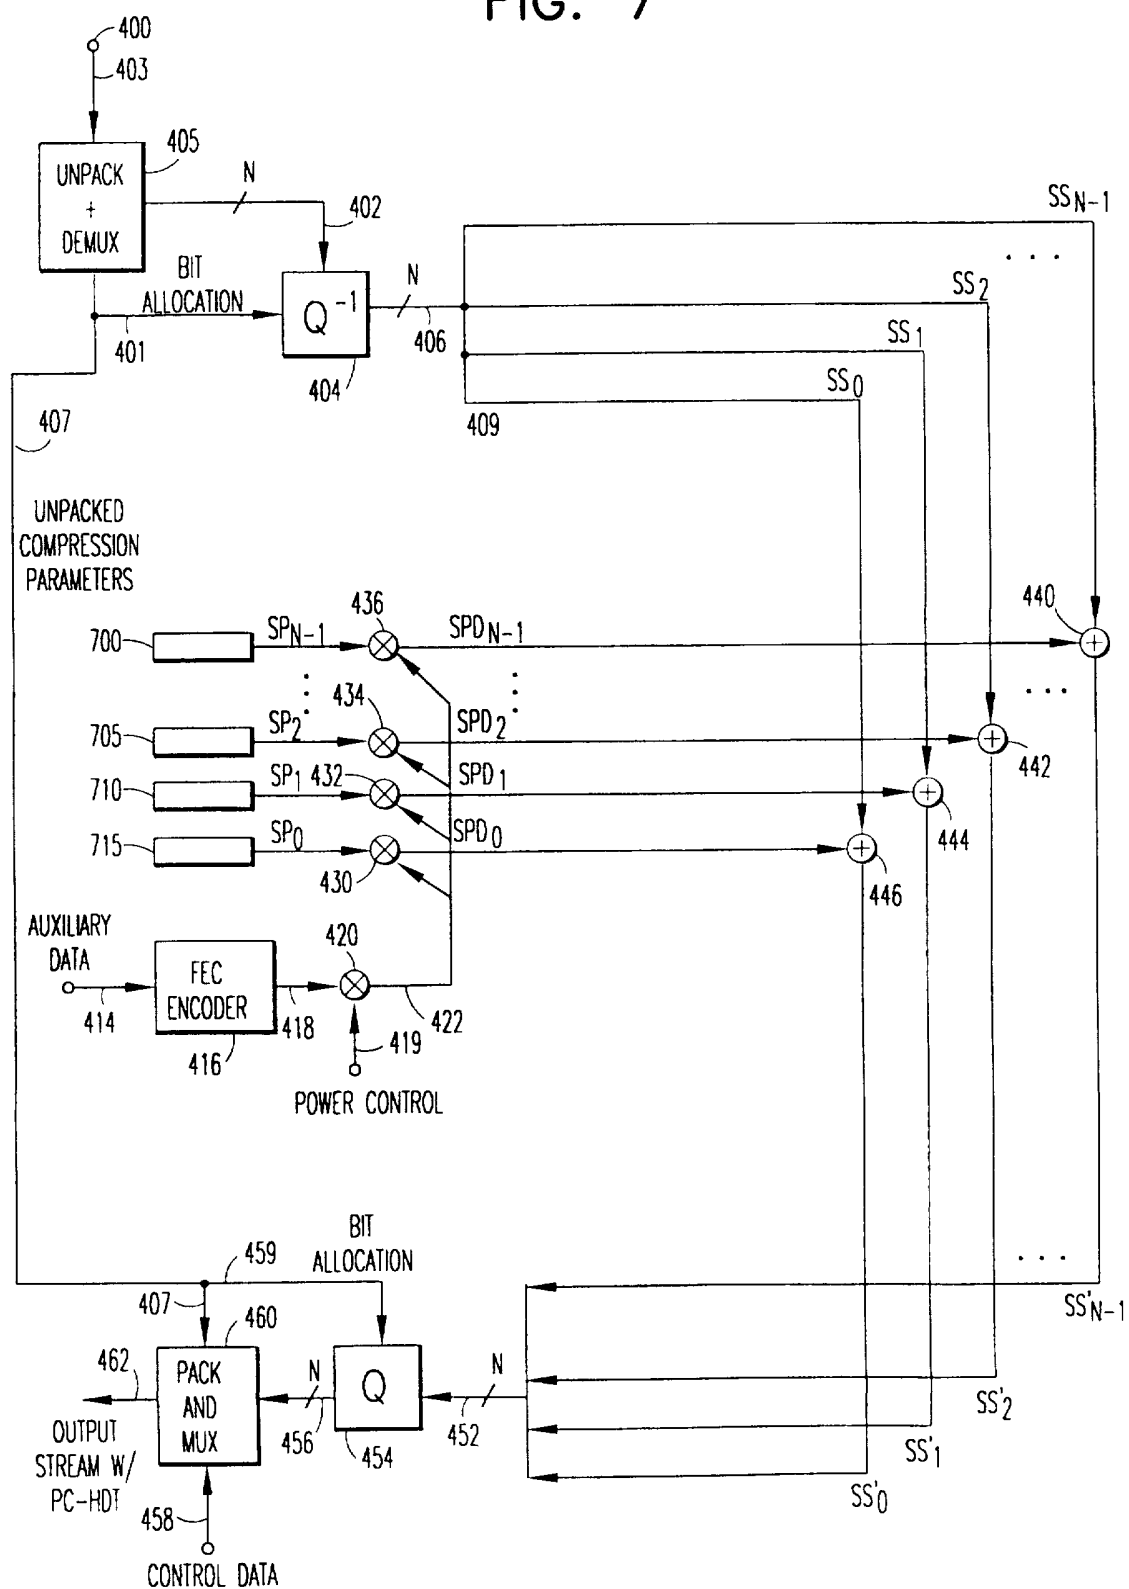 FIG. 7
400
403
405
UNPACK
+
DEMUX
N
402
SS N-1
. . .
BIT
ALLOCATION
401
Q -1
404
N
406
SS 2
SS 1
SS 0
409
407
UNPACKED
COMPRESSION
PARAMETERS
700
SP N-1
436
SPD N-1
440
705
SP 2
434
SPD 2
442
710
SP 1
432
SPD 1
444
715
SP 0
430
SPD 0
446
AUXILIARY
DATA
414
FEC
ENCODER
416
418
420
422
419
POWER CONTROL
BIT
ALLOCATION
459
407
460
462
PACK
AND
MUX
N
456
Q
454
N
452
SS' N-1
SS' 2
SS' 1
SS' 0
OUTPUT
STREAM W/
PC-HDT
458
CONTROL DATA